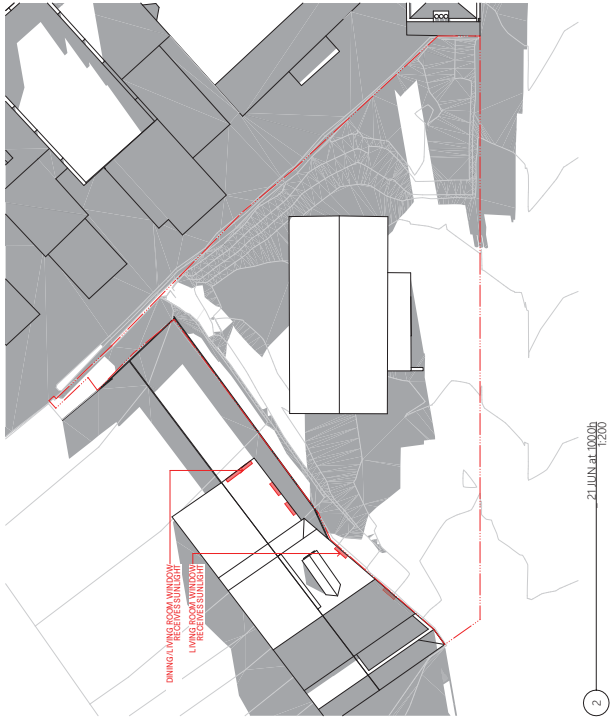 DINING/LIVING ROOM WINDOW
RECEIVES SUNLIGHT
LIVING ROOM WINDOW
RECEIVES SUNLIGHT
2
21 JUN at 1000h
1:200